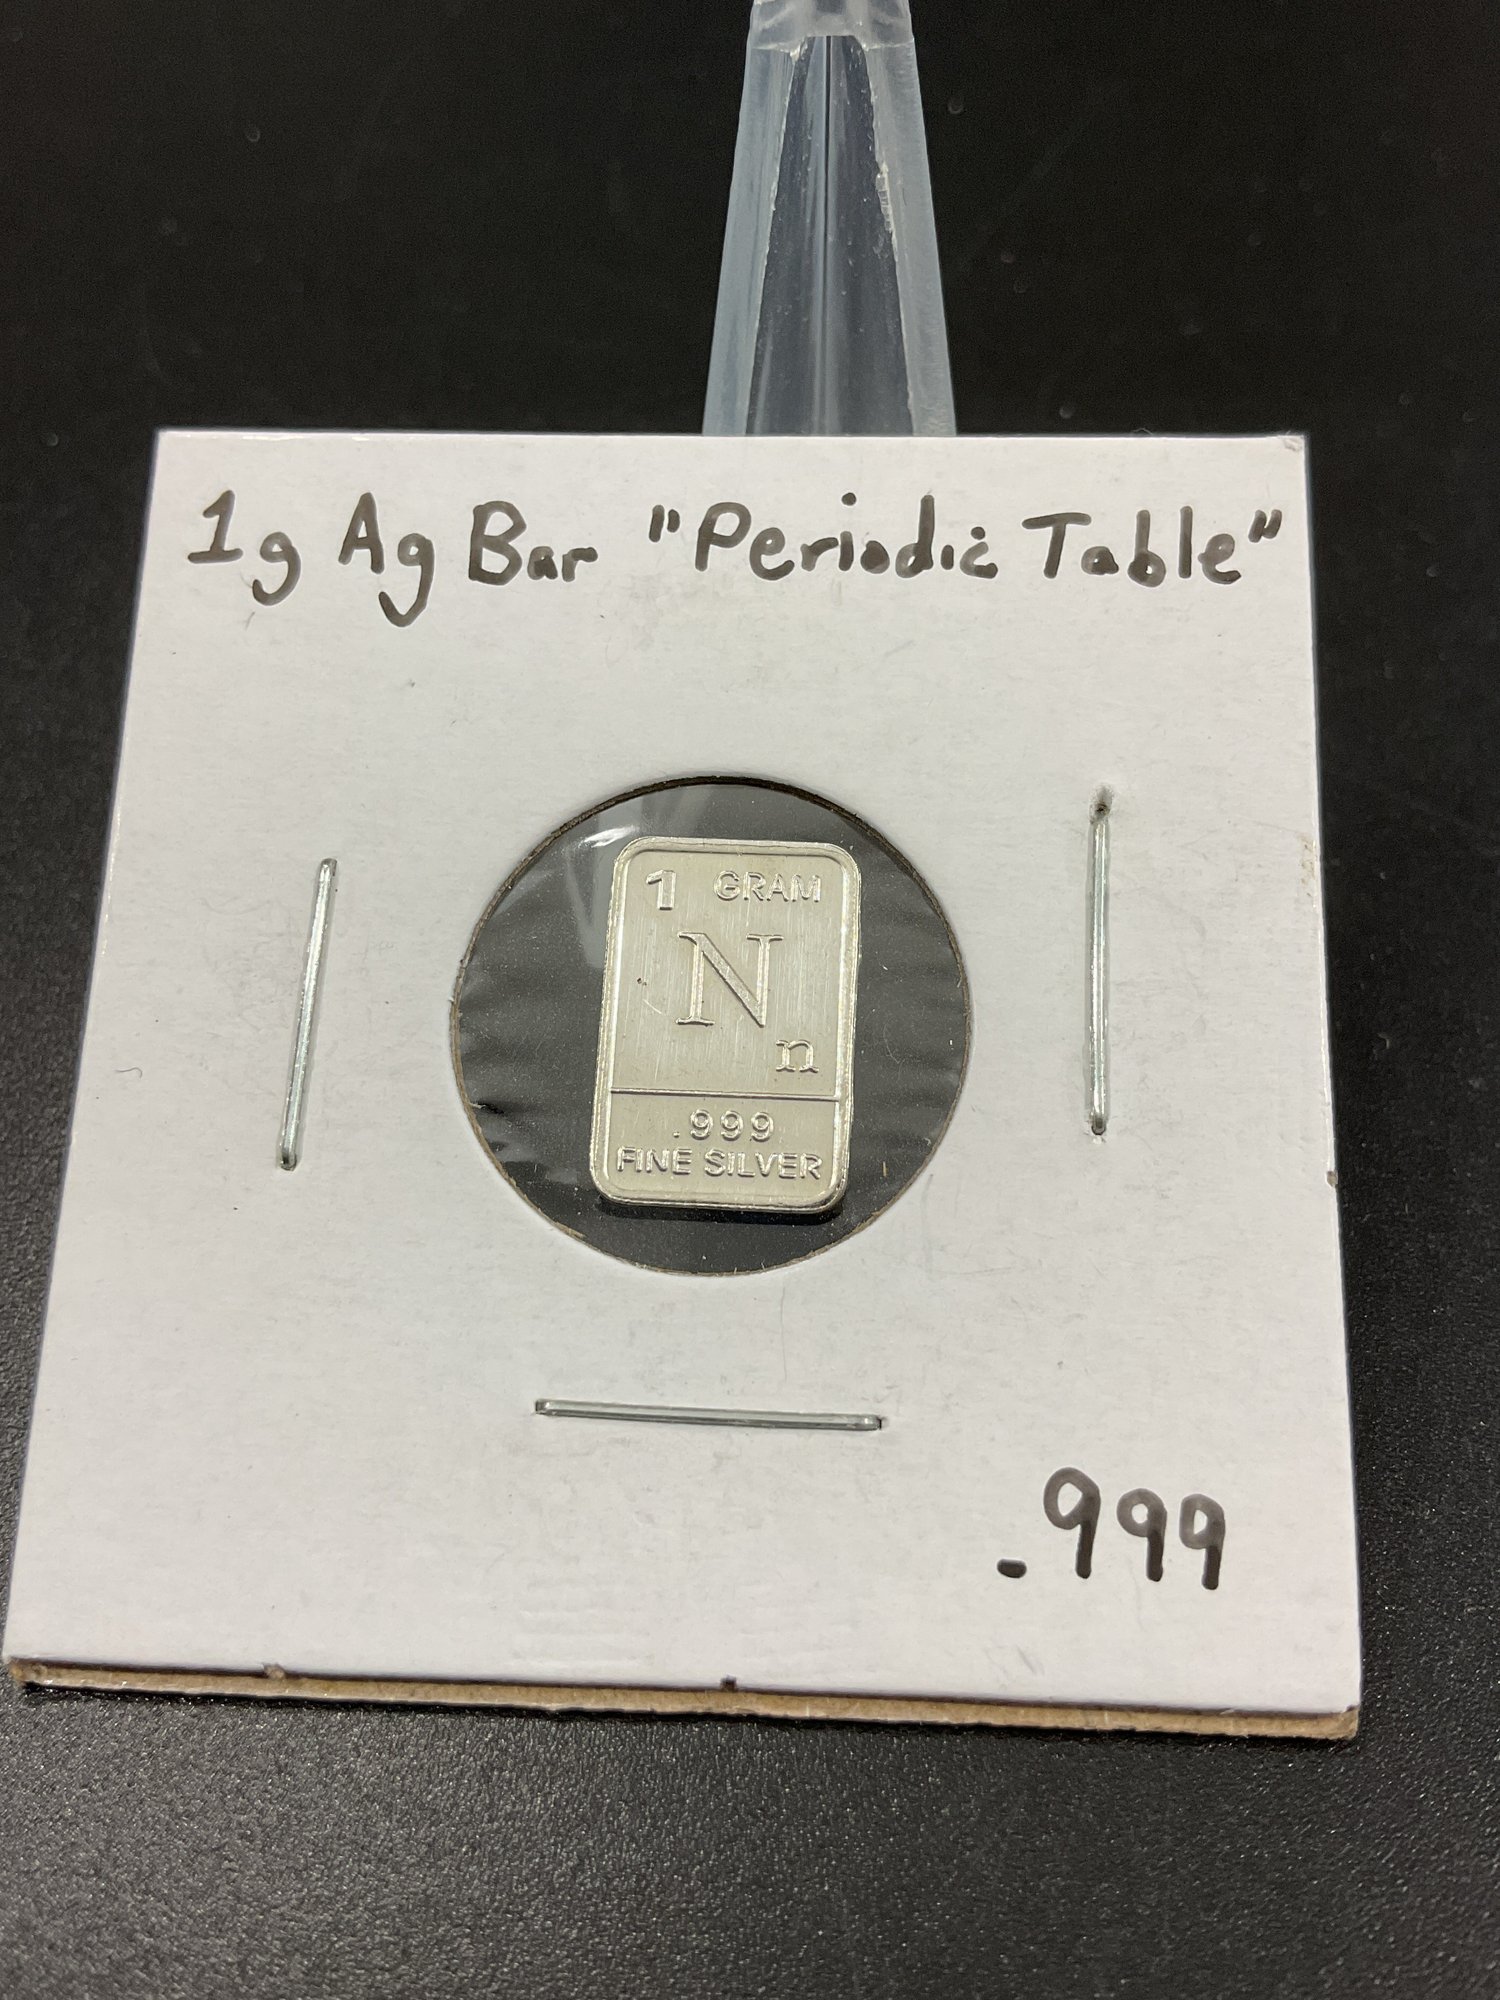 1g Ag Bar "Periodic Table"
1 GRAM
N
n
.999
FINE SILVER
.999